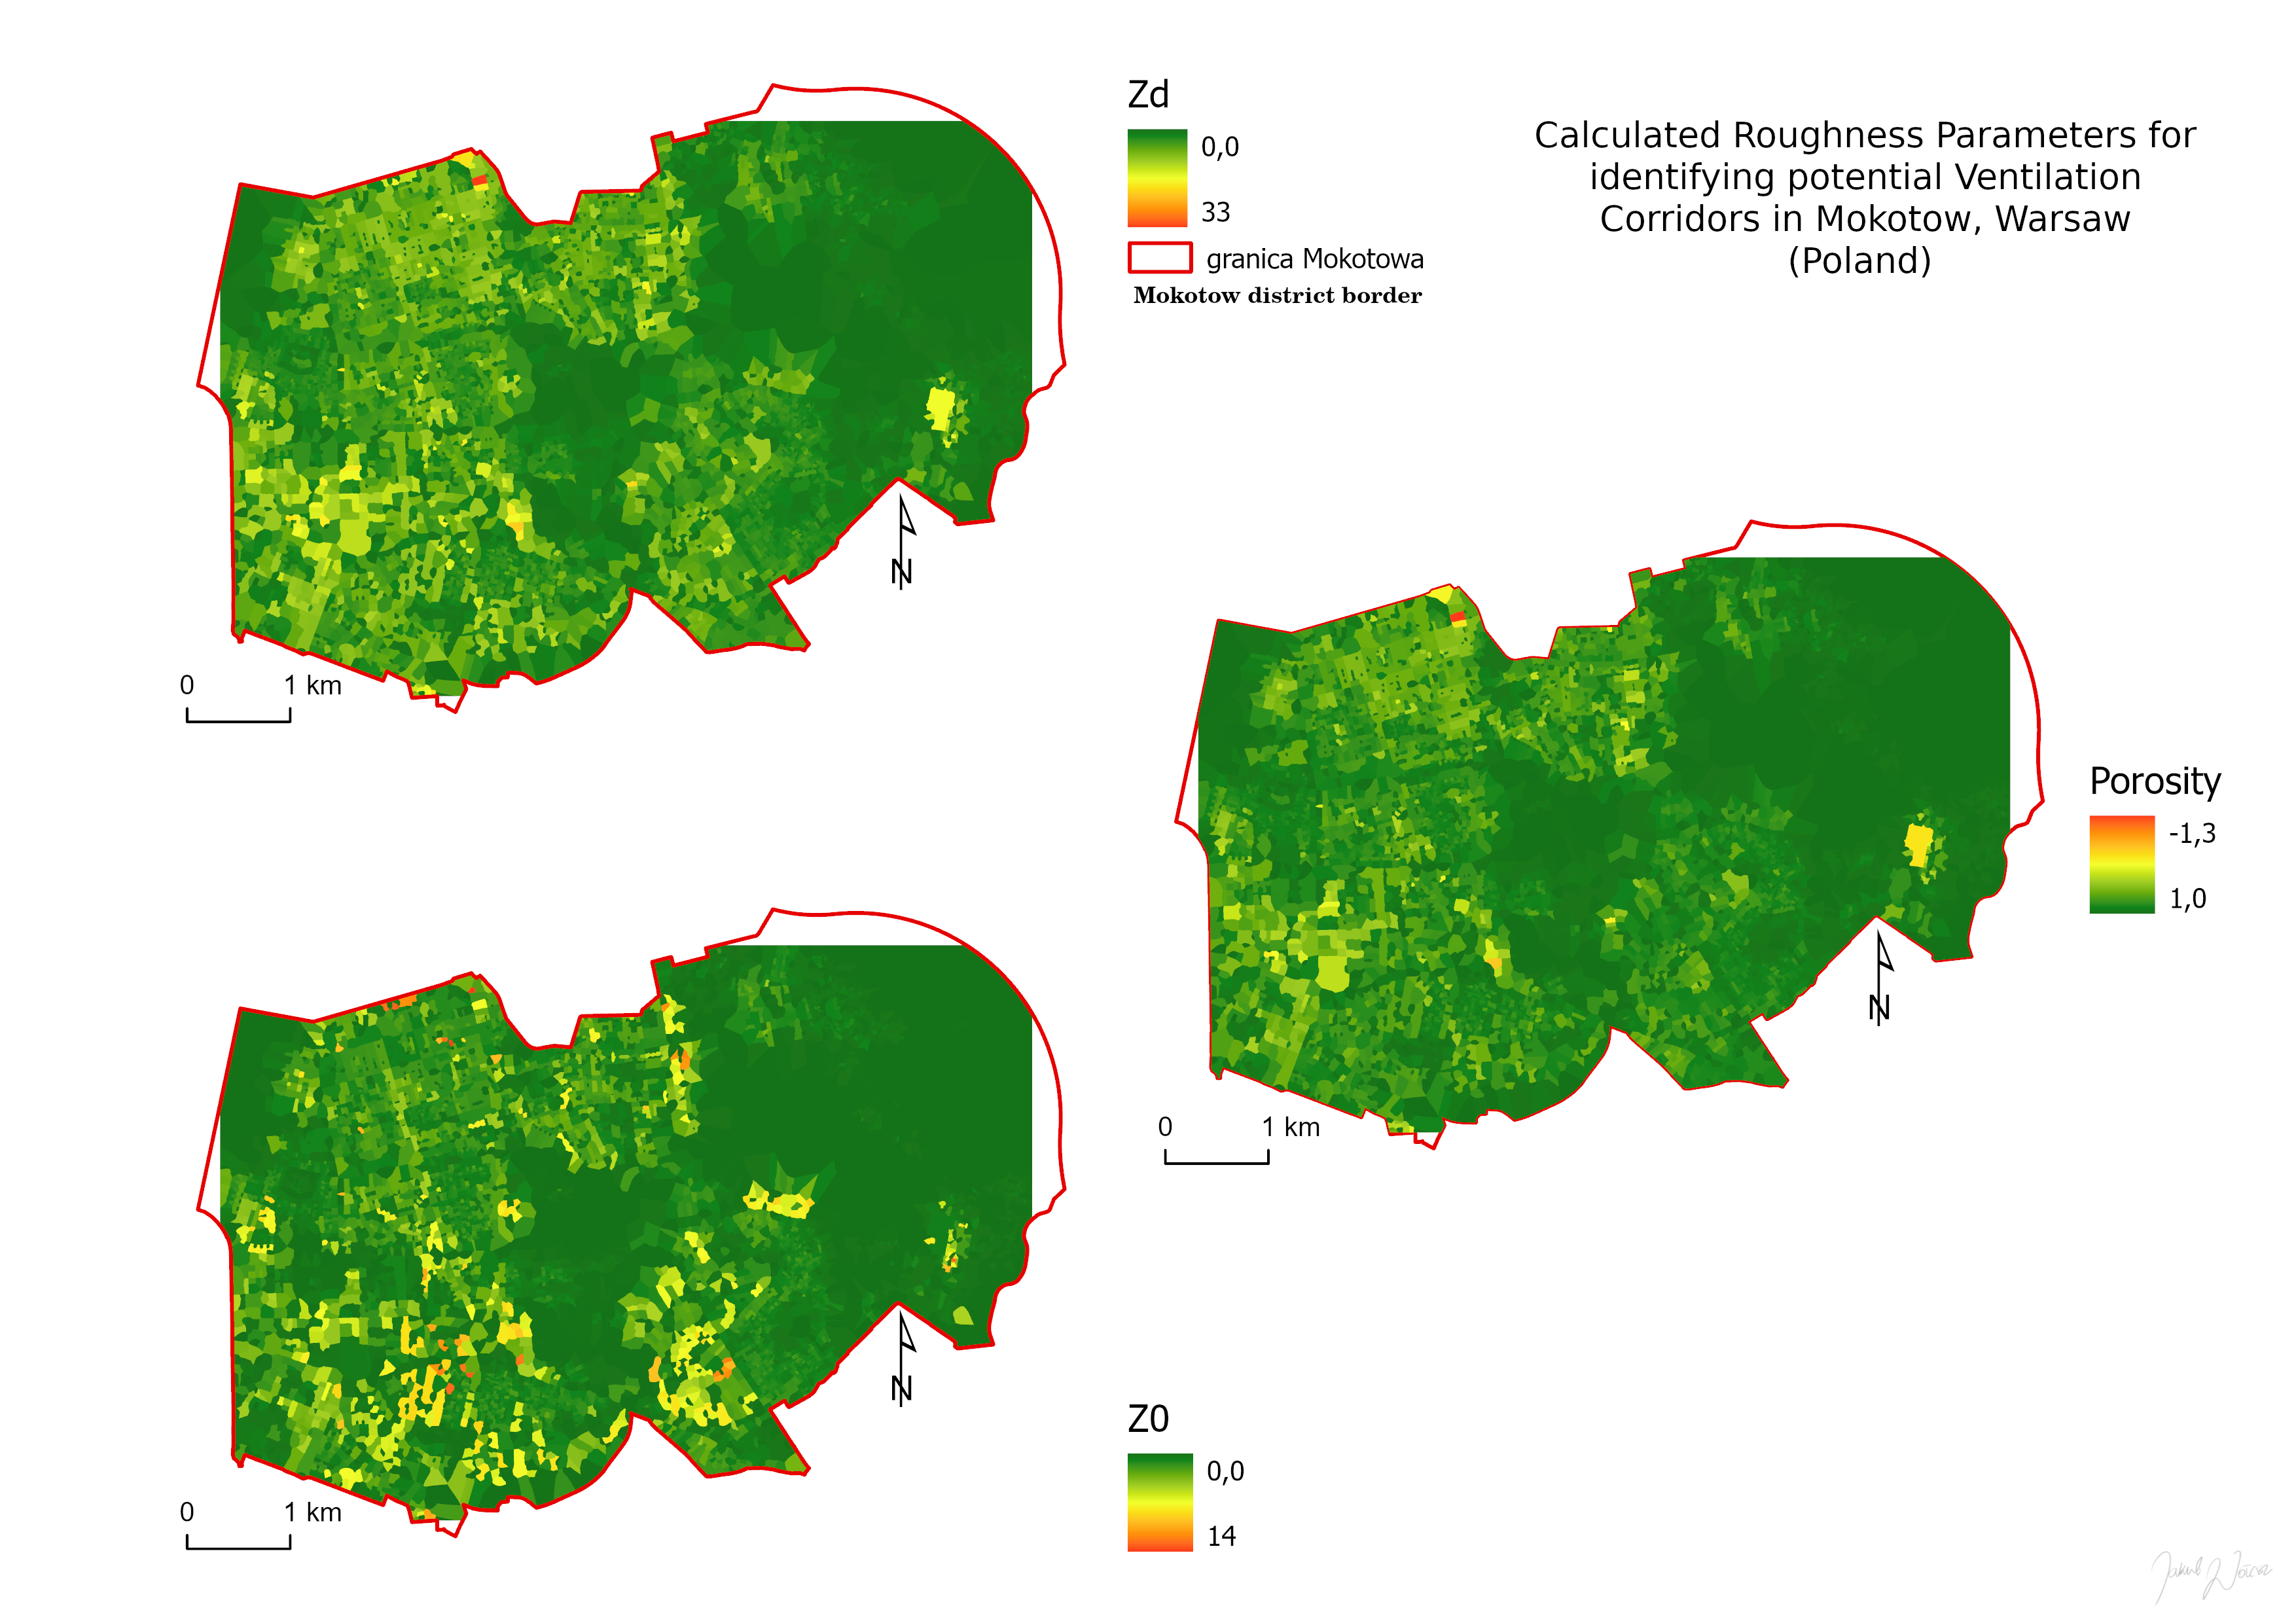 Zd
0,0
33
granica Mokotowa
Mokotow district border
Calculated Roughness Parameters for
identifying potential Ventilation
Corridors in Mokotow, Warsaw
(Poland)
N
0 1 km
Porosity
-1,3
1,0
N
0 1 km
Z0
0,0
14
N
0 1 km